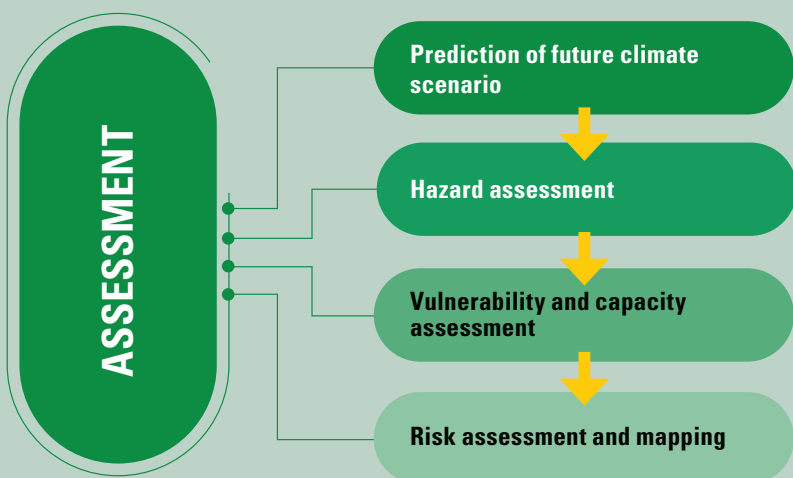 ASSESSMENT
Prediction of future climate
scenario
Hazard assessment
Vulnerability and capacity
assessment
Risk assessment and mapping